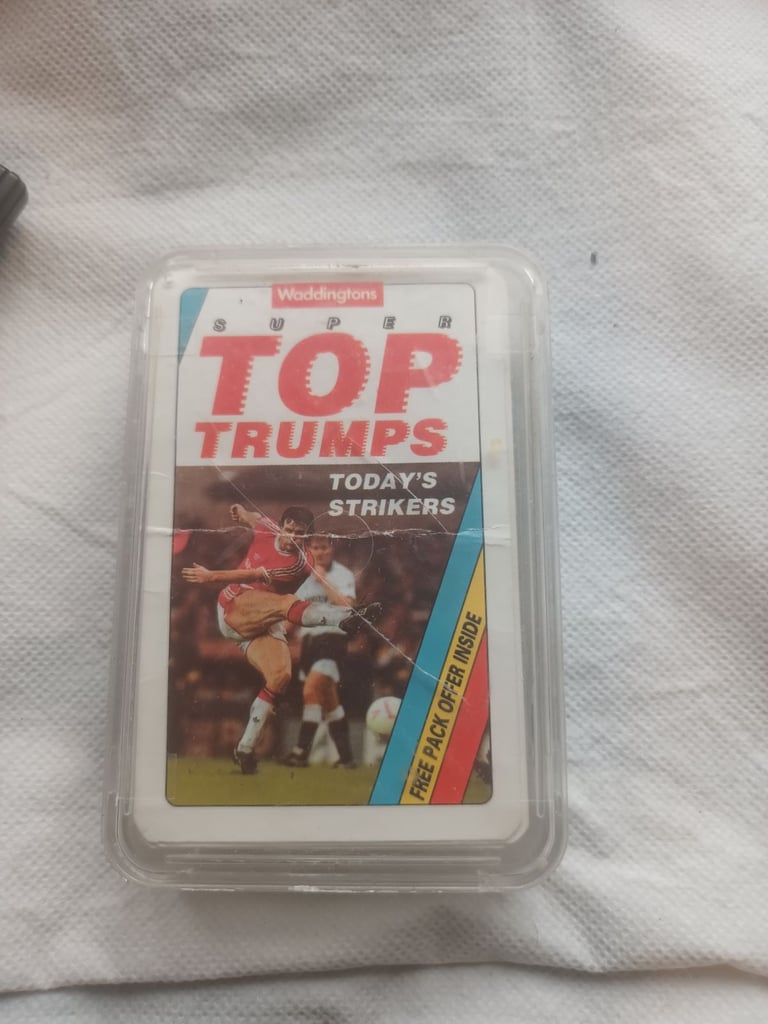 Waddingtons
SUPER
TOP
TRUMPS
TODAY'S
STRIKERS
FREE PACK OFFER INSIDE